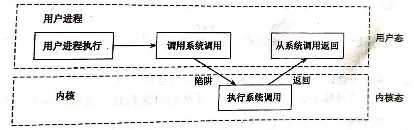 用户进程
用户进程执行
调用系统调用
从系统调用返回
用户态
陷阱
返回
内核
执行系统调用
内核态